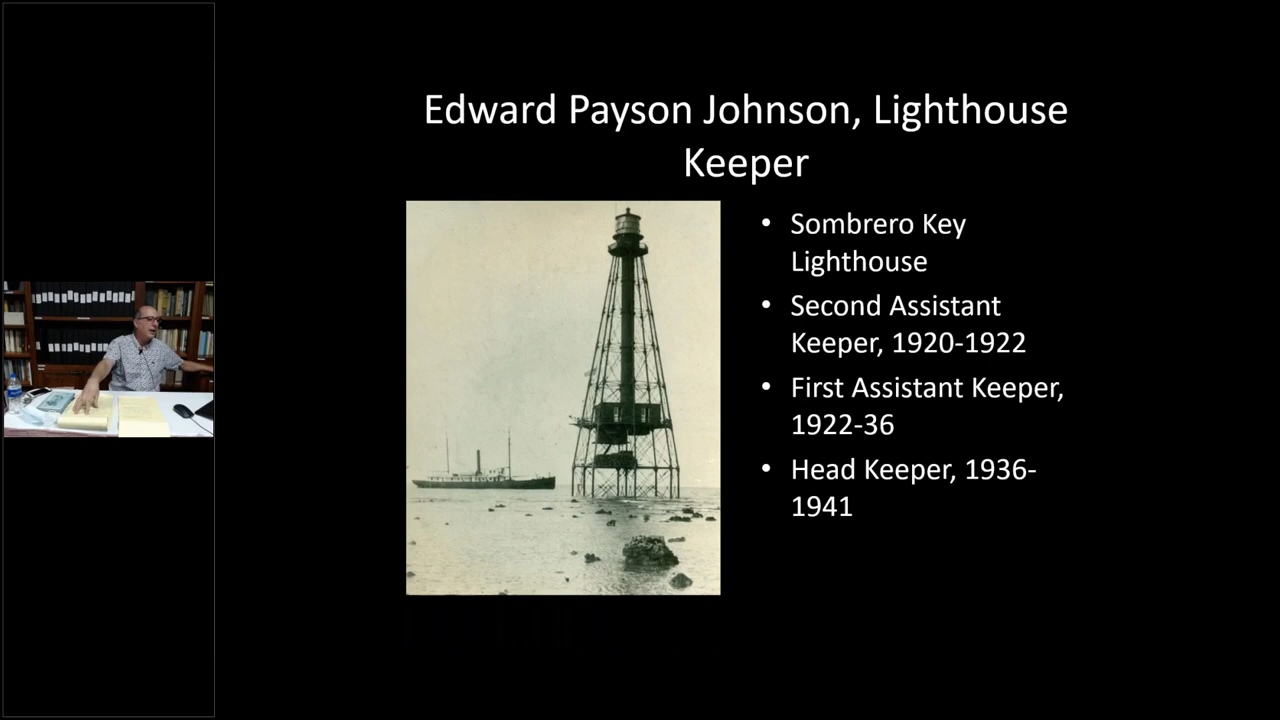 Edward Payson Johnson, Lighthouse
Keeper
• Sombrero Key
Lighthouse
• Second Assistant
Keeper, 1920-1922
• First Assistant Keeper,
1922-36
• Head Keeper, 1936-
1941